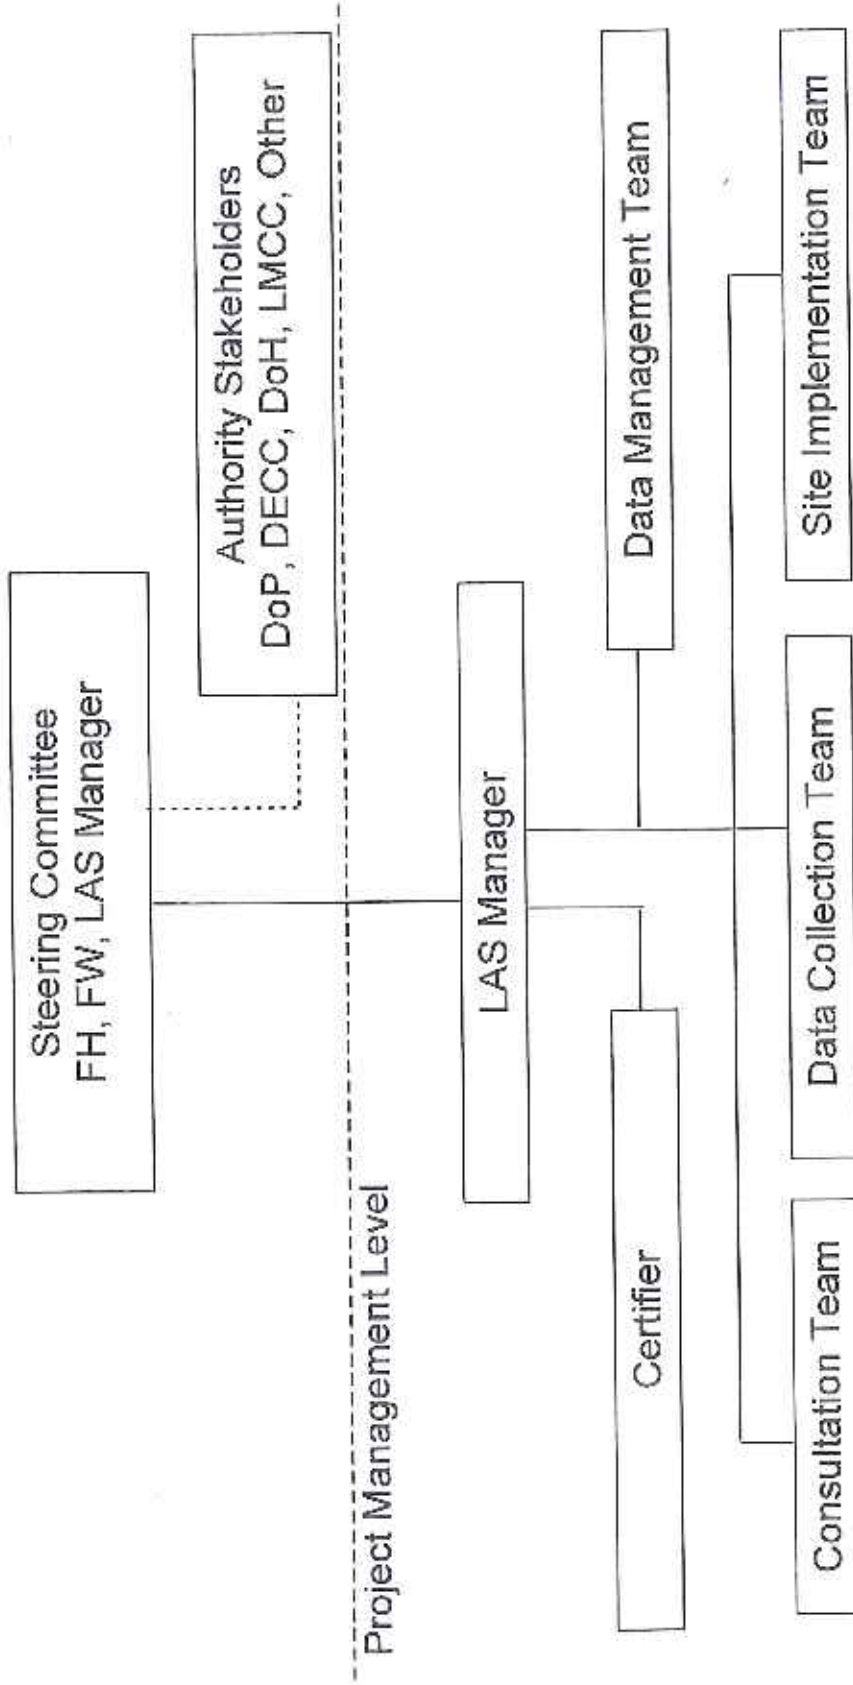 Steering Committee
FH, FW, LAS Manager
Authority Stakeholders
DoP, DECC, DoH, LMCC, Other
Project Management Level
LAS Manager
Certifier
Data Management Team
Consultation Team
Data Collection Team
Site Implementation Team